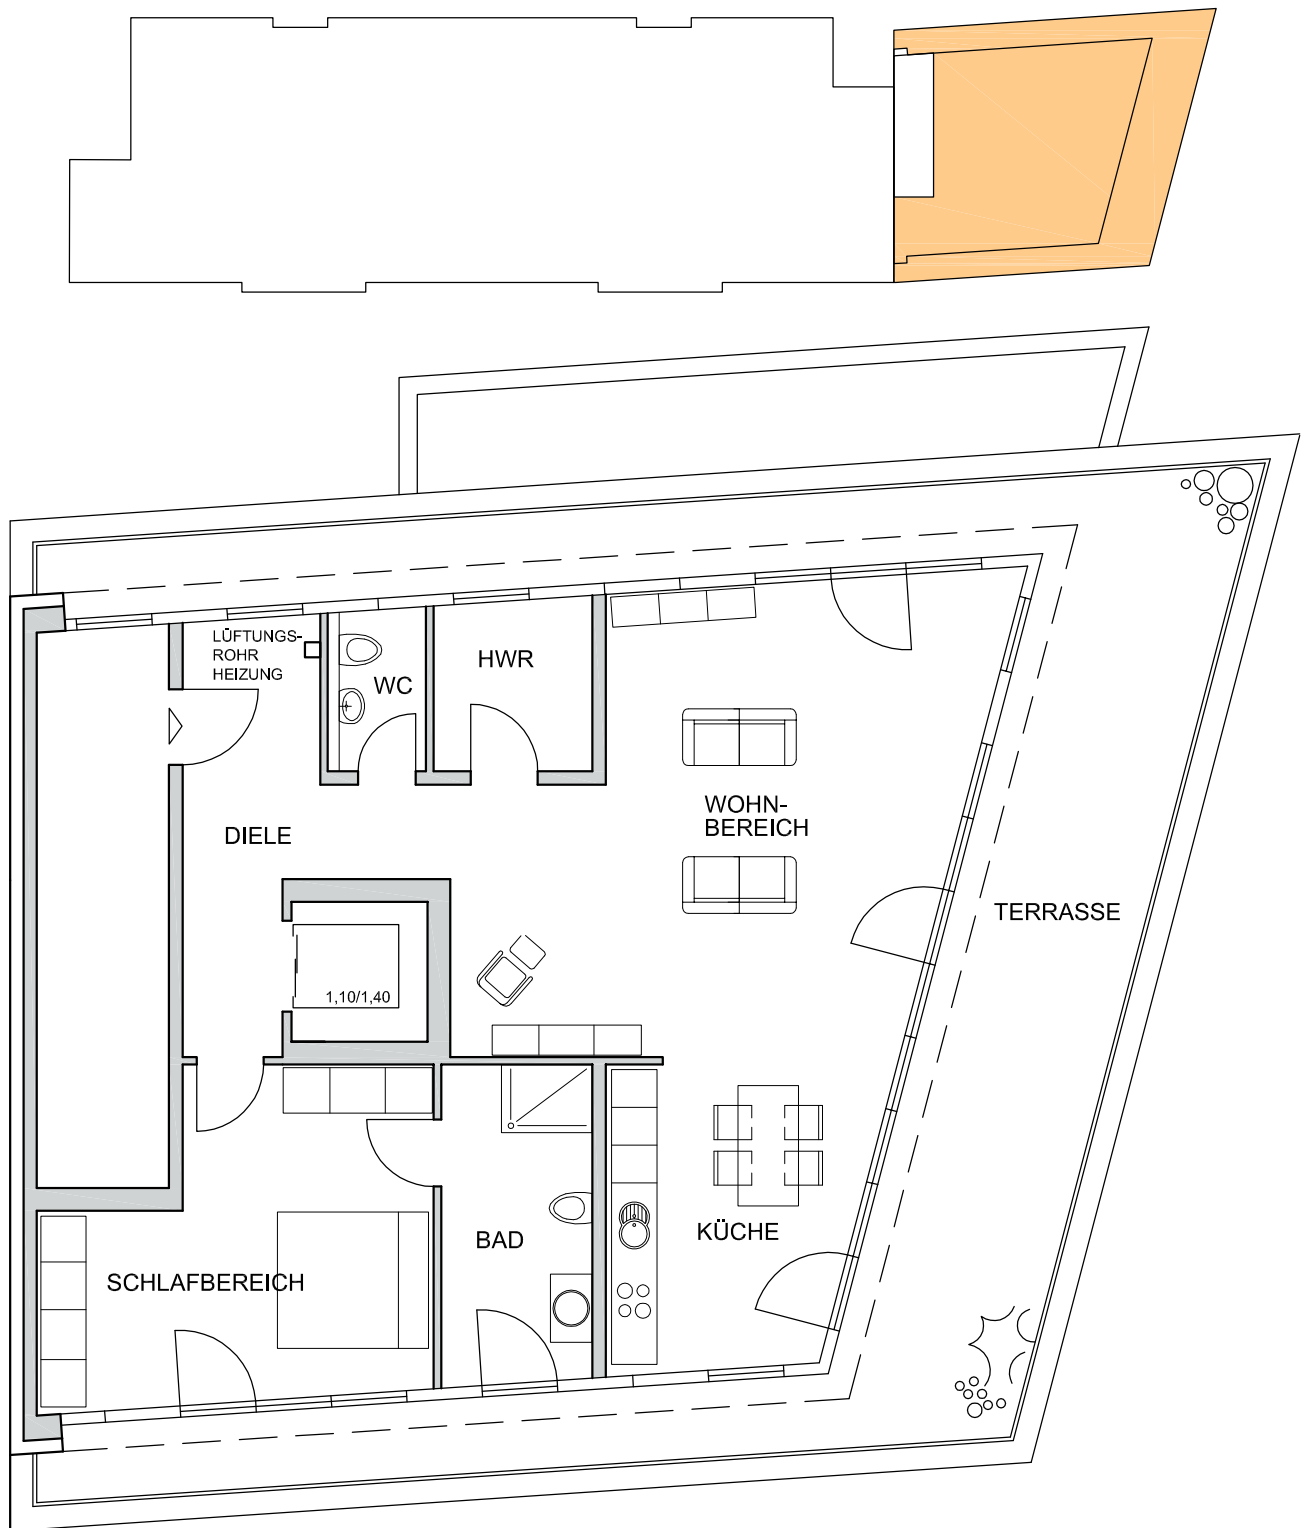 LÜFTUNGS-
ROHR
HEIZUNG
WC
HWR
WOHN-
BEREICH
DIELE
TERRASSE
1,10/1,40
KÜCHE
BAD
SCHLAFBEREICH